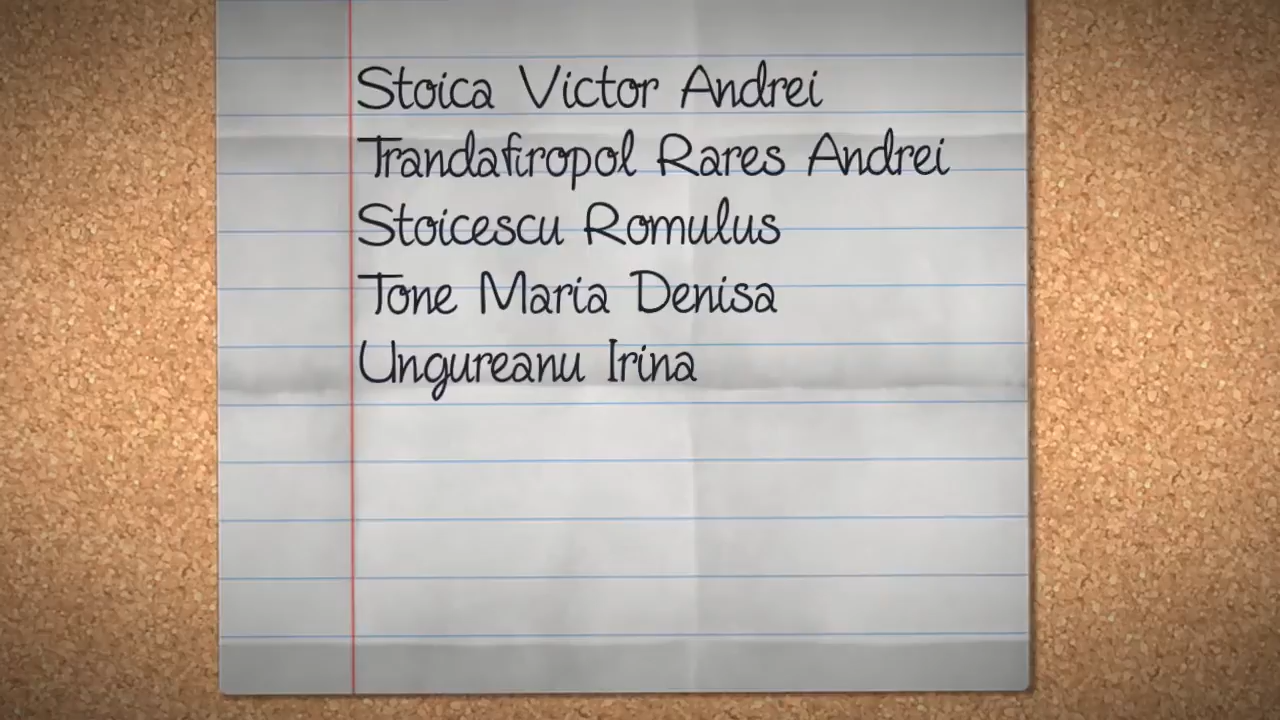 Stoica Victor Andrei
Trandafiropol Rares Andrei
Stoicescu Romulus
Tone Maria Denisa
Ungureanu Irina